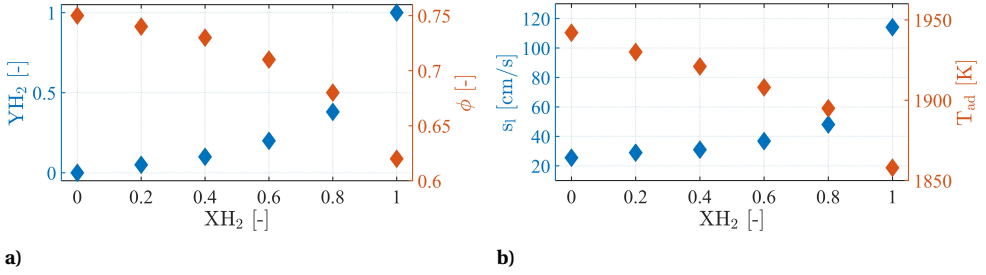 1
0.5
0
YH₂ [-]
0.75
0.7
0.65
0.6
ϕ [-]
0 0.2 0.4 0.6 0.8 1
XH₂ [-]
a)
120
100
80
60
40
20
sₗ [cm/s]
1950
1900
1850
T_ad [K]
0 0.2 0.4 0.6 0.8 1
XH₂ [-]
b)